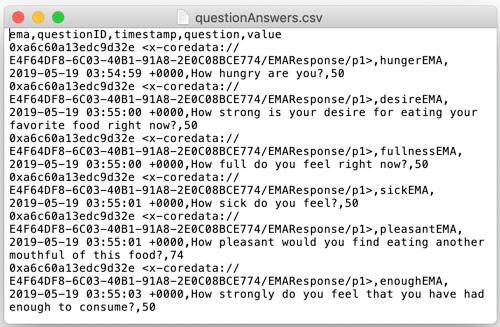 questionAnswers.csv
ema,questionID,timestamp,question,value
0xa6c60a13edc9d32e <x-coredata://
E4F64DF8-6C03-40B1-91A8-2E0C08BCE774/EMAResponse/p1>,hungerEMA,
2019-05-19 03:54:59 +0000,How hungry are you?,50
0xa6c60a13edc9d32e <x-coredata://
E4F64DF8-6C03-40B1-91A8-2E0C08BCE774/EMAResponse/p1>,desireEMA,
2019-05-19 03:55:00 +0000,How strong is your desire for eating your
favorite food right now?,50
0xa6c60a13edc9d32e <x-coredata://
E4F64DF8-6C03-40B1-91A8-2E0C08BCE774/EMAResponse/p1>,fullnessEMA,
2019-05-19 03:55:00 +0000,How full do you feel right now?,50
0xa6c60a13edc9d32e <x-coredata://
E4F64DF8-6C03-40B1-91A8-2E0C08BCE774/EMAResponse/p1>,sickEMA,
2019-05-19 03:55:01 +0000,How sick do you feel?,50
0xa6c60a13edc9d32e <x-coredata://
E4F64DF8-6C03-40B1-91A8-2E0C08BCE774/EMAResponse/p1>,pleasantEMA,
2019-05-19 03:55:01 +0000,How pleasant would you find eating another
mouthful of this food?,74
0xa6c60a13edc9d32e <x-coredata://
E4F64DF8-6C03-40B1-91A8-2E0C08BCE774/EMAResponse/p1>,enoughEMA,
2019-05-19 03:55:03 +0000,How strongly do you feel that you have had
enough to consume?,50